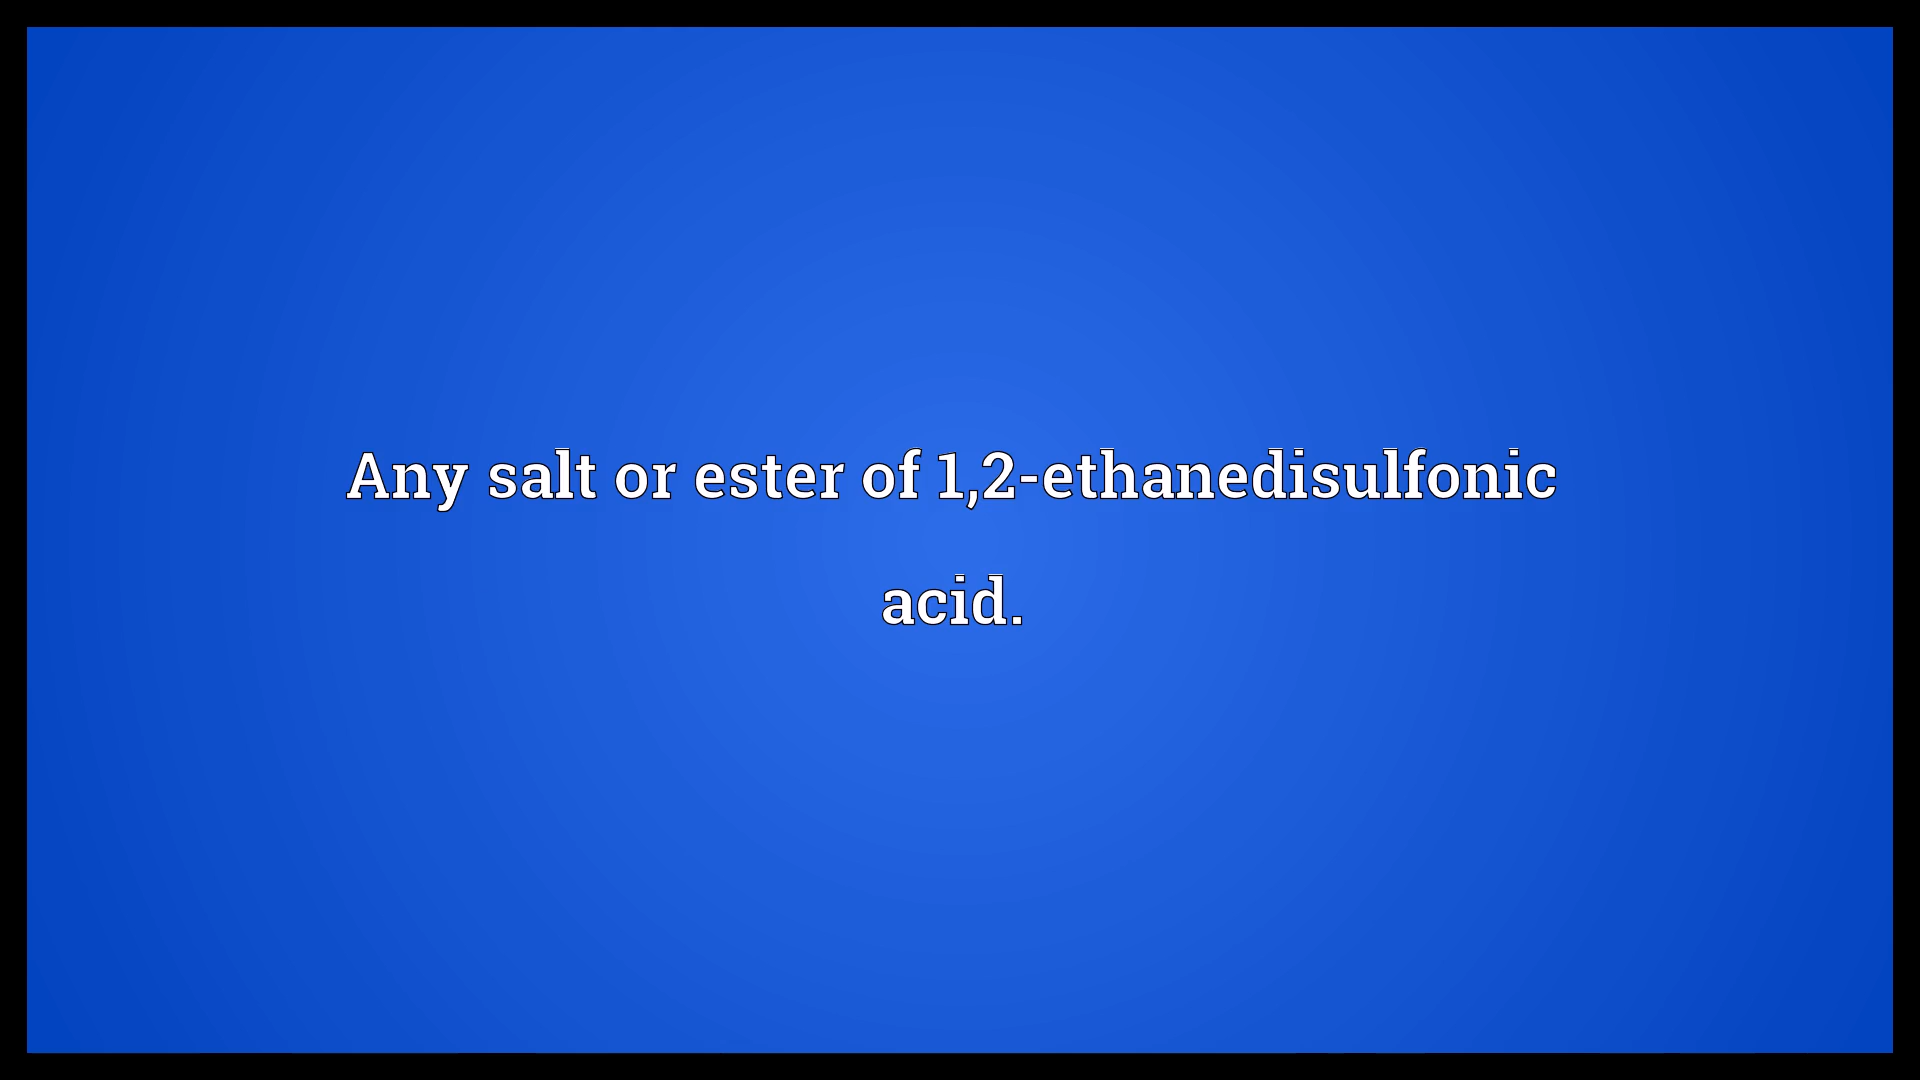 Any salt or ester of 1,2-ethanedisulfonic
acid.